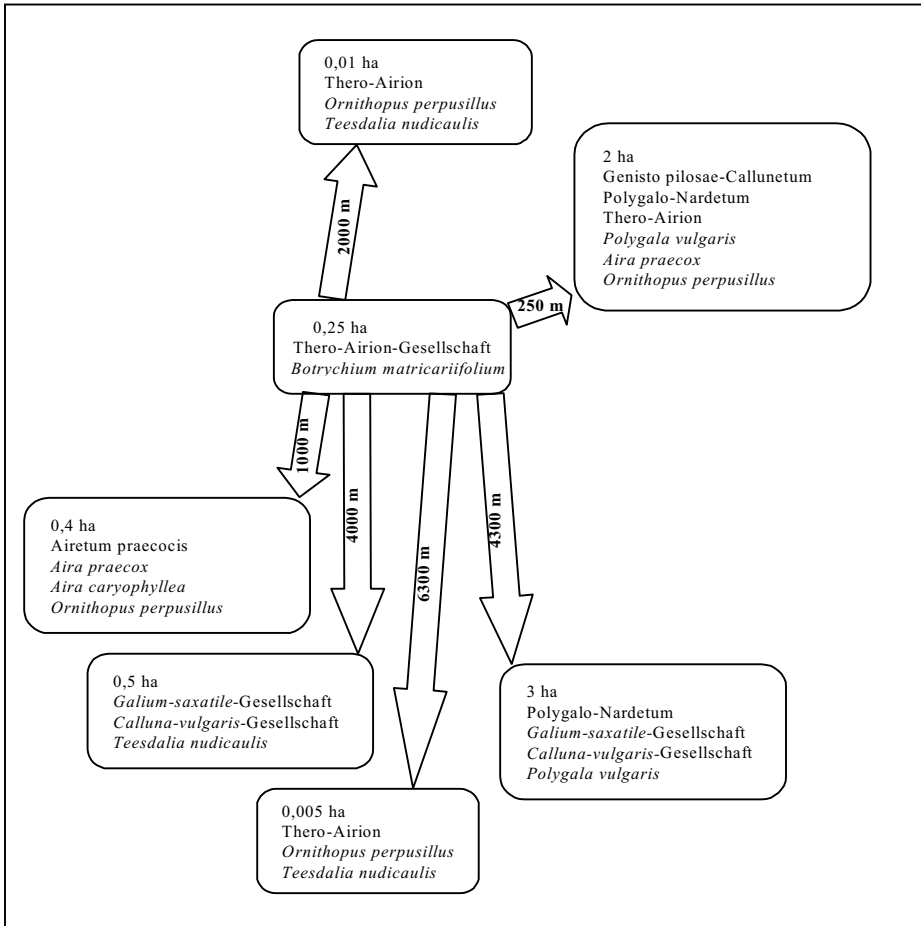 0,01 ha
Thero-Airion
Ornithopus perpusillus
Teesdalia nudicaulis
2000 m
2 ha
Genisto pilosae-Callunetum
Polygalo-Nardetum
Thero-Airion
Polygala vulgaris
Aira praecox
Ornithopus perpusillus
250 m
0,25 ha
Thero-Airion-Gesellschaft
Botrychium matricariifolium
1000 m
4000 m
6300 m
4300 m
0,4 ha
Airetum praecocis
Aira praecox
Aira caryophyllea
Ornithopus perpusillus
0,5 ha
Galium-saxatile-Gesellschaft
Calluna-vulgaris-Gesellschaft
Teesdalia nudicaulis
3 ha
Polygalo-Nardetum
Galium-saxatile-Gesellschaft
Calluna-vulgaris-Gesellschaft
Polygala vulgaris
0,005 ha
Thero-Airion
Ornithopus perpusillus
Teesdalia nudicaulis